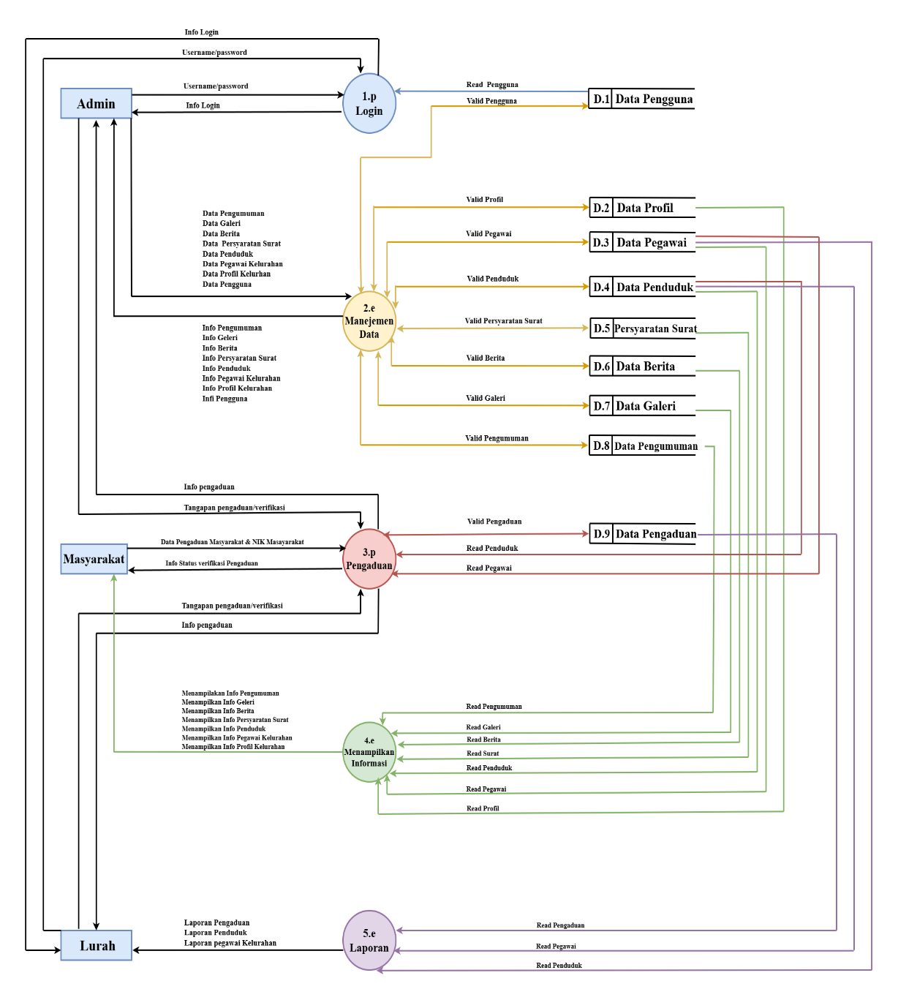 Info Login
Username/password
Username/password
Info Login
Admin
1.p
Login
Read Pengguna
Valid Pengguna
D.1 Data Pengguna
Data Pengumuman
Data Galeri
Data Berita
Data Persyaratan Surat
Data Penduduk
Data Pegawai Kelurahan
Data Profil Kelurhan
Data Pengguna
Valid Profil
D.2 Data Profil
Valid Pegawai
D.3 Data Pegawai
Valid Penduduk
D.4 Data Penduduk
2.e
Manejemen
Data
Valid Persyaratan Surat
D.5 Persyaratan Surat
Info Pengumuman
Info Geleri
Info Berita
Info Persyaratan Surat
Info Penduduk
Info Pegawai Kelurahan
Info Profil Kelurahan
Infi Pengguna
Valid Berita
D.6 Data Berita
Valid Galeri
D.7 Data Galeri
Valid Pengumuman
D.8 Data Pengumuman
Info pengaduan
Tangapan pengaduan/verifikasi
Data Pengaduan Masyarakat & NIK Masayarakat
Info Status verifikasi Pengaduan
Masyarakat
3.p
Pengaduan
Valid Pengaduan
D.9 Data Pengaduan
Read Penduduk
Read Pegawai
Tangapan pengaduan/verifikasi
Info pengaduan
Menampilakan Info Pengumuman
Menampilkan Info Geleri
Menampilkan Info Berita
Menampilkan Info Persyaratan Surat
Menampilkan Info Penduduk
Menampilkan Info Pegawai Kelurahan
Menampilkan Info Profil Kelurahan
4.e
Menampilkan
Informasi
Read Pengumuman
Read Galeri
Read Berita
Read Surat
Read Penduduk
Read Pegawai
Read Profil
Laporan Pengaduan
Laporan Penduduk
Laporan pegawai Kelurahan
Lurah
5.e
Laporan
Read Pengaduan
Read Pegawai
Read Penduduk